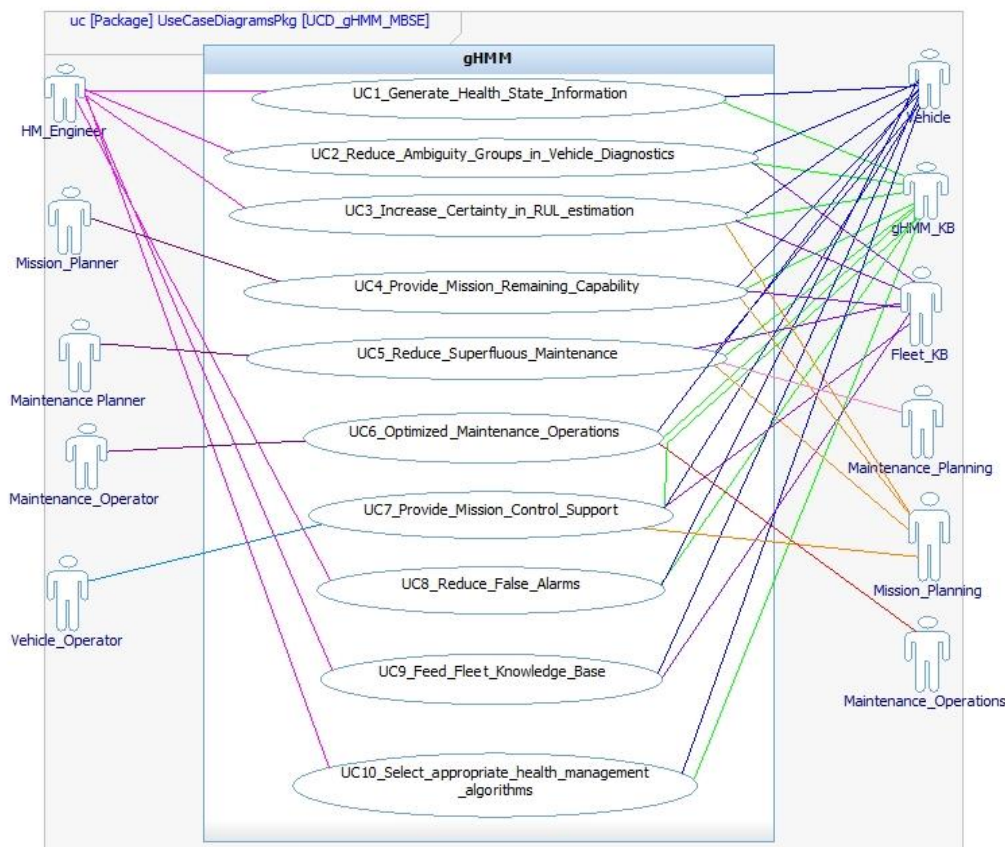 uc [Package] UseCaseDiagramsPkg [UCD_gHMM_MBSE]
gHMM
HM_Engineer
Mission_Planner
Maintenance Planner
Maintenance_Operator
Vehicle_Operator
UC1_Generate_Health_State_Information
UC2_Reduce_Ambiguity_Groups_in_Vehicle_Diagnostics
UC3_Increase_Certainty_in_RUL_estimation
UC4_Provide_Mission_Remaining_Capability
UC5_Reduce_Superfluous_Maintenance
UC6_Optimized_Maintenance_Operations
UC7_Provide_Mission_Control_Support
UC8_Reduce_False_Alarms
UC9_Feed_Fleet_Knowledge_Base
UC10_Select_appropriate_health_management
_algorithms
Vehicle
gHMM_KB
Fleet_KB
Maintenance_Planning
Mission_Planning
Maintenance_Operations